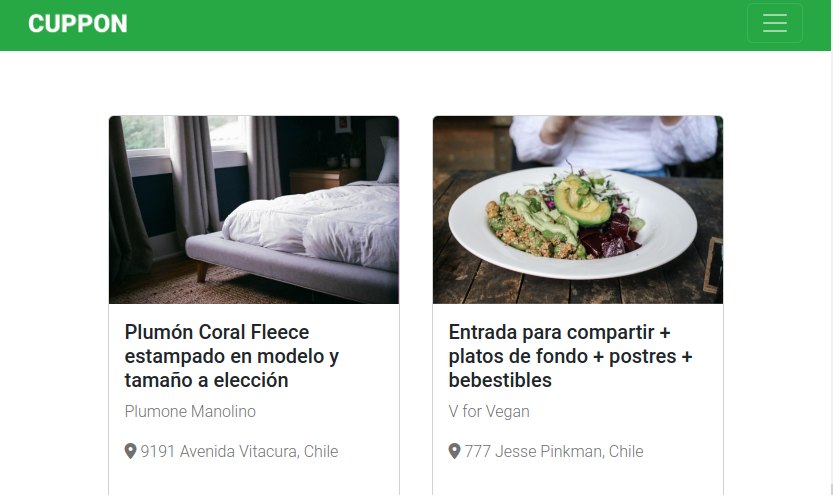 CUPPON
Plumón Coral Fleece
estampado en modelo y
tamaño a elección
Plumone Manolino
9191 Avenida Vitacura, Chile
Entrada para compartir +
platos de fondo + postres +
bebestibles
V for Vegan
777 Jesse Pinkman, Chile